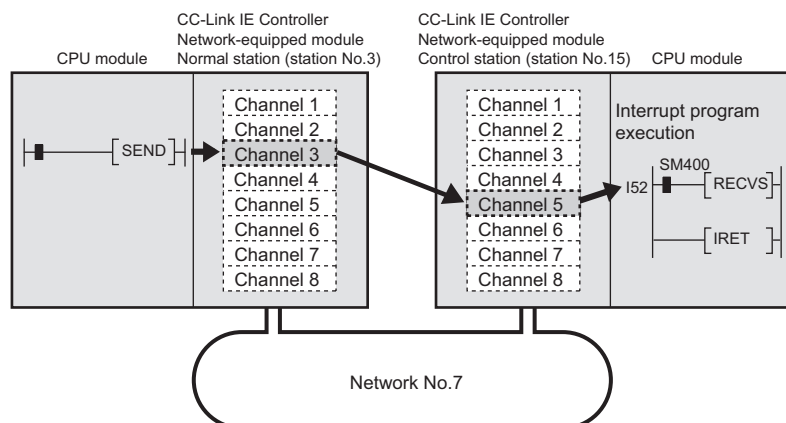 CC-Link IE Controller
Network-equipped module
Normal station (station No.3)
CPU module
CC-Link IE Controller
Network-equipped module
Control station (station No.15)
CPU module
SEND
Channel 1
Channel 2
Channel 3
Channel 4
Channel 5
Channel 6
Channel 7
Channel 8
Channel 1
Channel 2
Channel 3
Channel 4
Channel 5
Channel 6
Channel 7
Channel 8
Interrupt program
execution
SM400
I52
RECVS
IRET
Network No.7